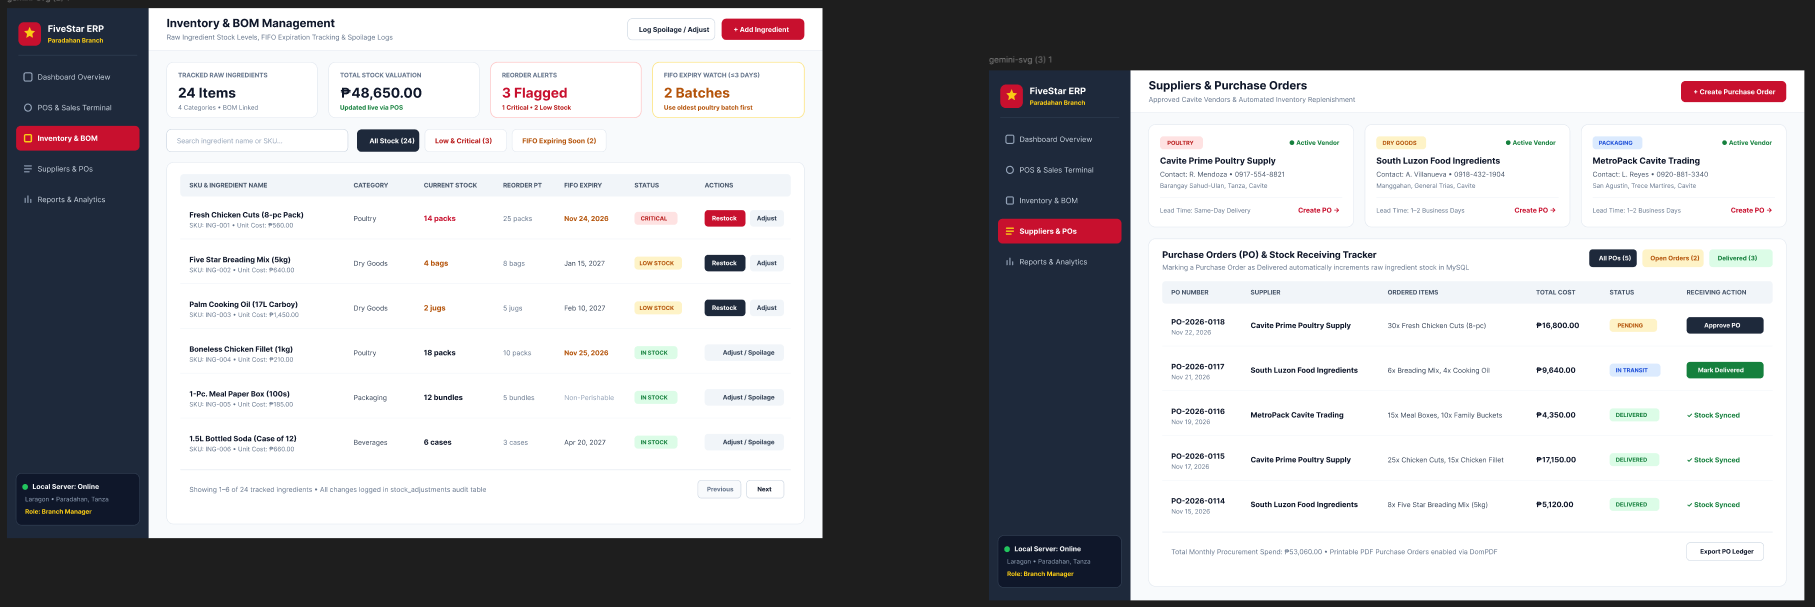 FiveStar ERP
Paradahan Branch
Dashboard Overview
POS & Sales Terminal
Inventory & BOM
Suppliers & POs
Reports & Analytics
Local Server: Online
Laragon • Paradahan, Tanza
Role: Branch Manager
Inventory & BOM Management
Raw Ingredient Stock Levels, FIFO Expiration Tracking & Spoilage Logs
Log Spoilage / Adjust
+ Add Ingredient
TRACKED RAW INGREDIENTS
24 Items
4 Categories • BOM Linked
TOTAL STOCK VALUATION
₱48,650.00
Updated live via POS
REORDER ALERTS
3 Flagged
1 Critical • 2 Low Stock
FIFO EXPIRY WATCH (≤3 DAYS)
2 Batches
Use oldest poultry batch first
Search ingredient name or SKU...
All Stock (24)
Low & Critical (3)
FIFO Expiring Soon (2)
SKU & INGREDIENT NAME CATEGORY CURRENT STOCK REORDER PT FIFO EXPIRY STATUS ACTIONS
Fresh Chicken Cuts (8-pc Pack)
SKU: ING-001 • Unit Cost: ₱560.00
Poultry 14 packs 25 packs Nov 24, 2026 CRITICAL Restock Adjust
Five Star Breading Mix (5kg)
SKU: ING-002 • Unit Cost: ₱640.00
Dry Goods 4 bags 8 bags Jan 15, 2027 LOW STOCK Restock Adjust
Palm Cooking Oil (17L Carboy)
SKU: ING-003 • Unit Cost: ₱1,450.00
Dry Goods 2 jugs 5 jugs Feb 10, 2027 LOW STOCK Restock Adjust
Boneless Chicken Fillet (1kg)
SKU: ING-004 • Unit Cost: ₱210.00
Poultry 18 packs 10 packs Nov 25, 2026 IN STOCK Adjust / Spoilage
1-Pc. Meal Paper Box (100s)
SKU: ING-005 • Unit Cost: ₱185.00
Packaging 12 bundles 5 bundles Non-Perishable IN STOCK Adjust / Spoilage
1.5L Bottled Soda (Case of 12)
SKU: ING-006 • Unit Cost: ₱660.00
Beverages 6 cases 3 cases Apr 20, 2027 IN STOCK Adjust / Spoilage
Showing 1–6 of 24 tracked ingredients • All changes logged in stock_adjustments audit table
Previous
Next
gemini-svg (3) 1
FiveStar ERP
Paradahan Branch
Dashboard Overview
POS & Sales Terminal
Inventory & BOM
Suppliers & POs
Reports & Analytics
Local Server: Online
Laragon • Paradahan, Tanza
Role: Branch Manager
Suppliers & Purchase Orders
Approved Cavite Vendors & Automated Inventory Replenishment
+ Create Purchase Order
POULTRY
Active Vendor
Cavite Prime Poultry Supply
Contact: R. Mendoza • 0917-554-8821
Barangay Sahud-Ulan, Tanza, Cavite
Lead Time: Same-Day Delivery
Create PO →
DRY GOODS
Active Vendor
South Luzon Food Ingredients
Contact: A. Villanueva • 0918-432-1904
Manggahan, General Trias, Cavite
Lead Time: 1–2 Business Days
Create PO →
PACKAGING
Active Vendor
MetroPack Cavite Trading
Contact: L. Reyes • 0920-881-3340
San Agustin, Trece Martires, Cavite
Lead Time: 1–2 Business Days
Create PO →
Purchase Orders (PO) & Stock Receiving Tracker
Marking a Purchase Order as Delivered automatically increments raw ingredient stock in MySQL
All POs (5)
Open Orders (2)
Delivered (3)
PO NUMBER SUPPLIER ORDERED ITEMS TOTAL COST STATUS RECEIVING ACTION
PO-2026-0118
Nov 22, 2026
Cavite Prime Poultry Supply 30x Fresh Chicken Cuts (8-pc) ₱16,800.00 PENDING Approve PO
PO-2026-0117
Nov 21, 2026
South Luzon Food Ingredients 6x Breading Mix, 4x Cooking Oil ₱9,640.00 IN TRANSIT Mark Delivered
PO-2026-0116
Nov 19, 2026
MetroPack Cavite Trading 15x Meal Boxes, 10x Family Buckets ₱4,350.00 DELIVERED ✓ Stock Synced
PO-2026-0115
Nov 17, 2026
Cavite Prime Poultry Supply 25x Chicken Cuts, 15x Chicken Fillet ₱17,150.00 DELIVERED ✓ Stock Synced
PO-2026-0114
Nov 15, 2026
South Luzon Food Ingredients 8x Five Star Breading Mix (5kg) ₱5,120.00 DELIVERED ✓ Stock Synced
Total Monthly Procurement Spend: ₱53,060.00 • Printable PDF Purchase Orders enabled via DomPDF
Export PO Ledger